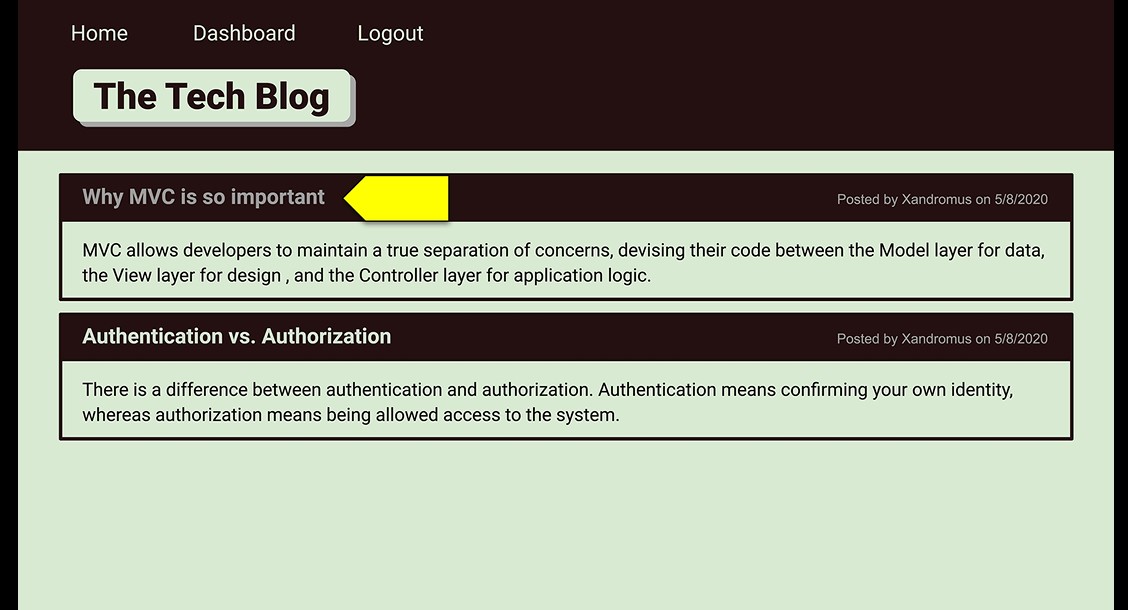 Home Dashboard Logout
The Tech Blog
Why MVC is so important Posted by Xandromus on 5/8/2020
MVC allows developers to maintain a true separation of concerns, devising their code between the Model layer for data,
the View layer for design , and the Controller layer for application logic.
Authentication vs. Authorization Posted by Xandromus on 5/8/2020
There is a difference between authentication and authorization. Authentication means confirming your own identity,
whereas authorization means being allowed access to the system.